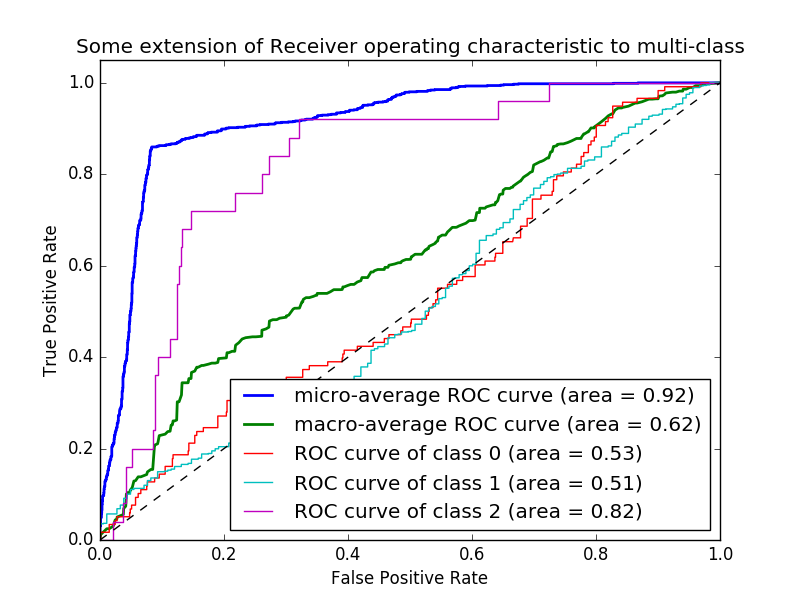 Some extension of Receiver operating characteristic to multi-class
1.0
0.8
0.6
0.4
0.2
0.0
True Positive Rate
micro-average ROC curve (area = 0.92)
macro-average ROC curve (area = 0.62)
ROC curve of class 0 (area = 0.53)
ROC curve of class 1 (area = 0.51)
ROC curve of class 2 (area = 0.82)
0.0 0.2 0.4 0.6 0.8 1.0
False Positive Rate